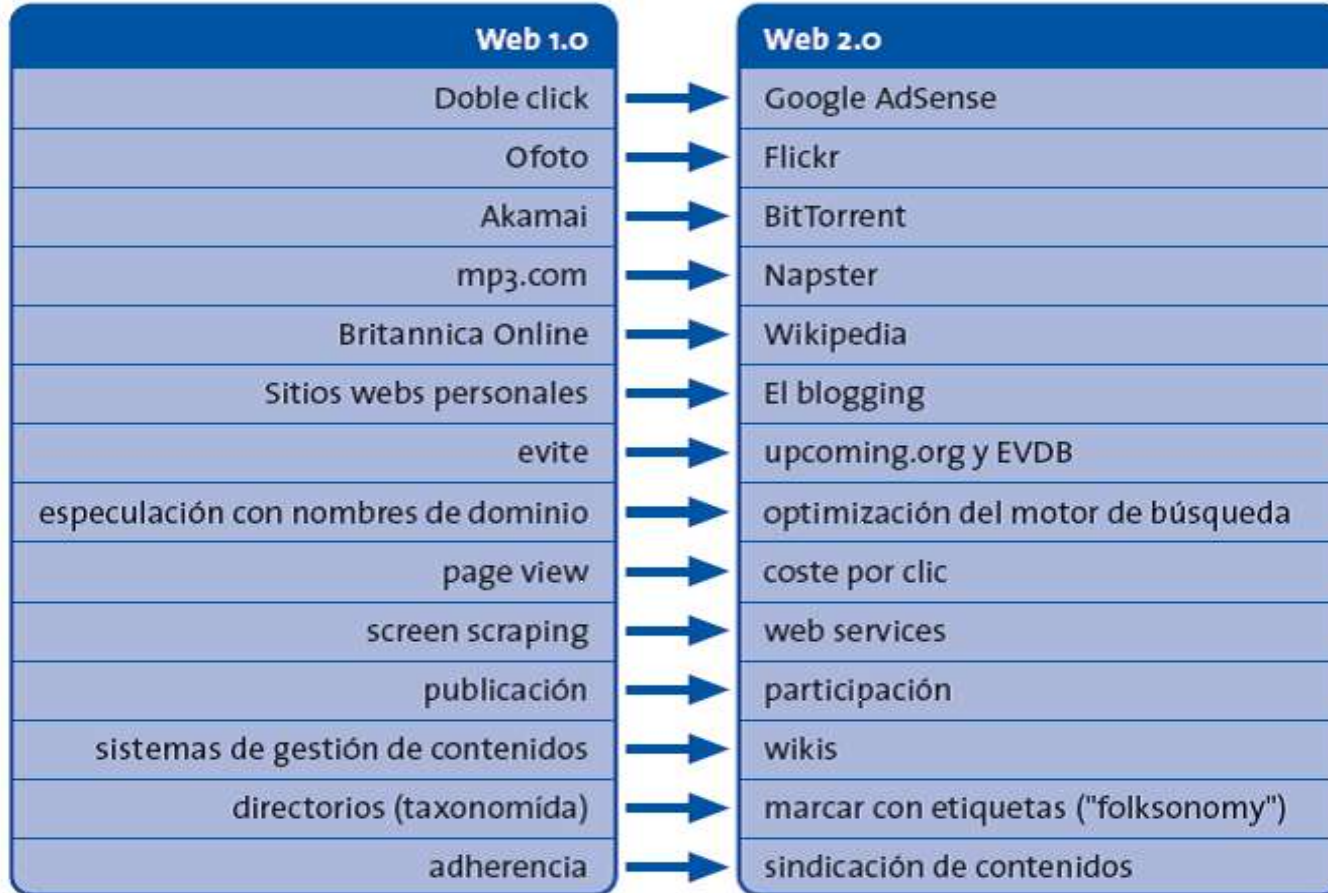 Web 1.0 Web 2.0
Doble click Google AdSense
Ofoto Flickr
Akamai BitTorrent
mp3.com Napster
Britannica Online Wikipedia
Sitios webs personales El blogging
evite upcoming.org y EVDB
especulación con nombres de dominio optimización del motor de búsqueda
page view coste por clic
screen scraping web services
publicación participación
sistemas de gestión de contenidos wikis
directorios (taxonomída) marcar con etiquetas ("folksonomy")
adherencia sindicación de contenidos